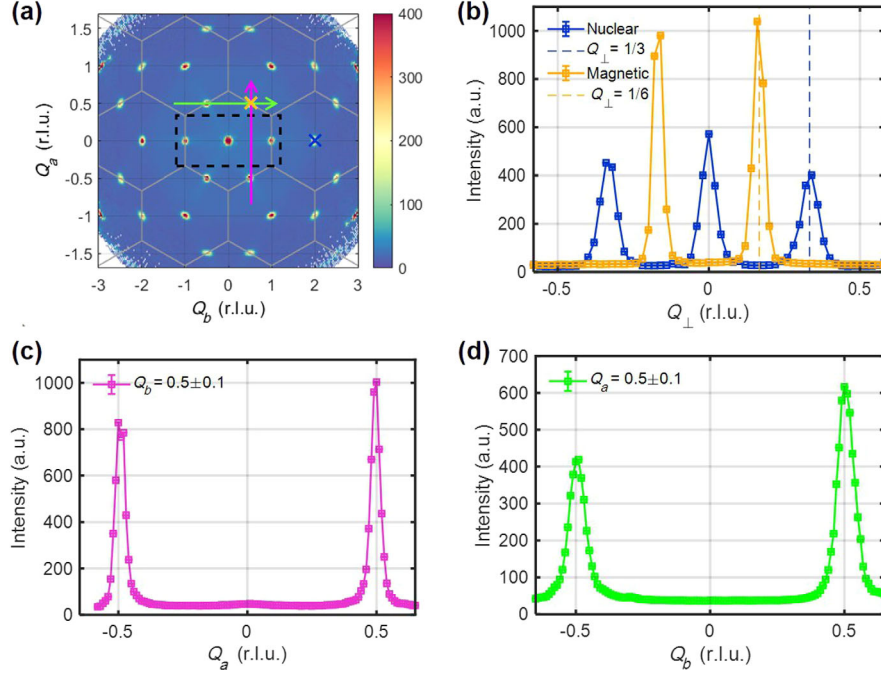 (a)
Qa (r.l.u.)
1.5
1
0.5
0
-0.5
-1
-1.5
-3 -2 -1 0 1 2 3
Qb (r.l.u.)
400
300
200
100
0
(b)
Intensity (a.u.)
1000
800
600
400
200
0
Nuclear
Q⊥ = 1/3
Magnetic
Q⊥ = 1/6
-0.5 0 0.5
Q⊥ (r.l.u.)
(c)
Intensity (a.u.)
1000
800
600
400
200
0
Qb = 0.5±0.1
-0.5 0 0.5
Qa (r.l.u.)
(d)
Intensity (a.u.)
700
600
500
400
300
200
100
0
Qa = 0.5±0.1
-0.5 0 0.5
Qb (r.l.u.)